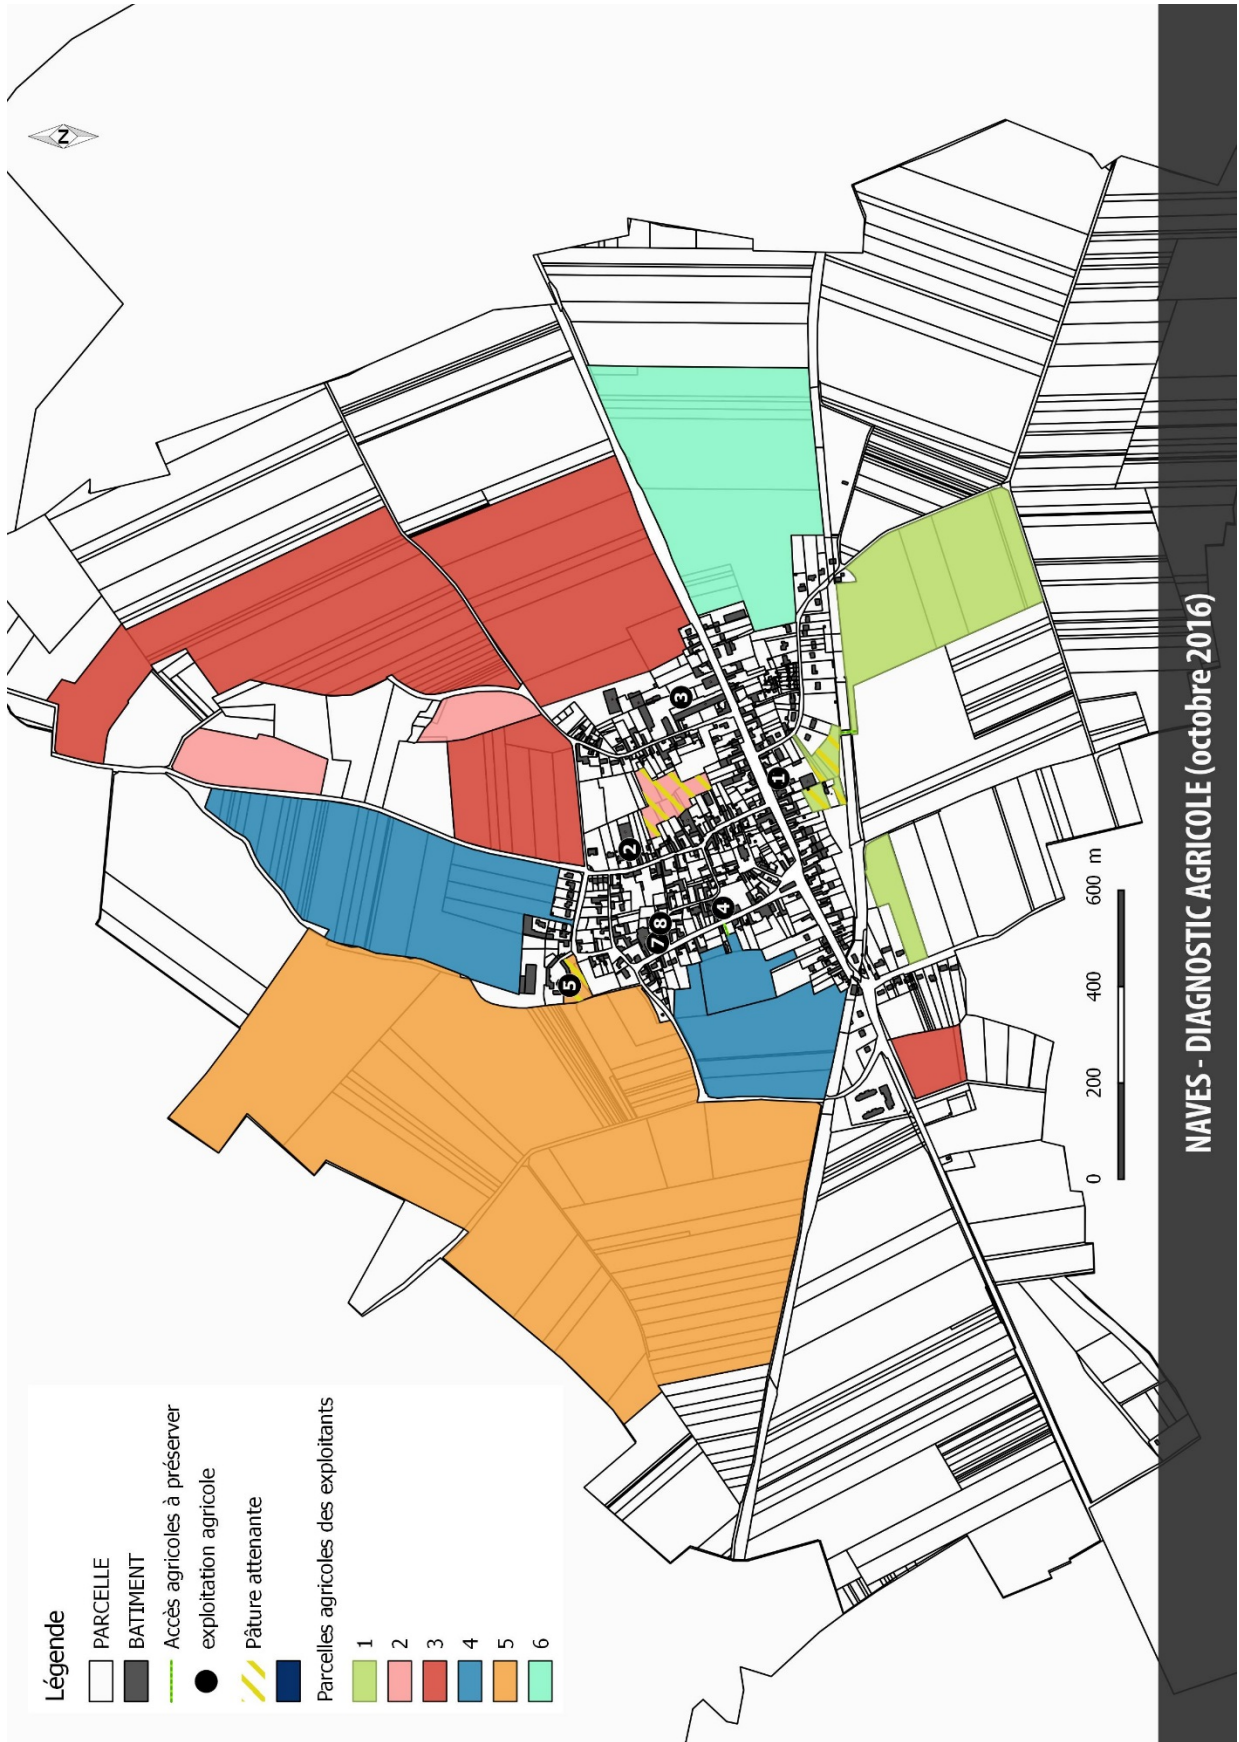 Légende
PARCELLE
BATIMENT
Accès agricoles à préserver
exploitation agricole
Pâture attenante
Parcelles agricoles des exploitants
1
2
3
4
5
6
N
5
7
8
4
2
3
1
0 200 400 600 m
NAVES - DIAGNOSTIC AGRICOLE (octobre 2016)